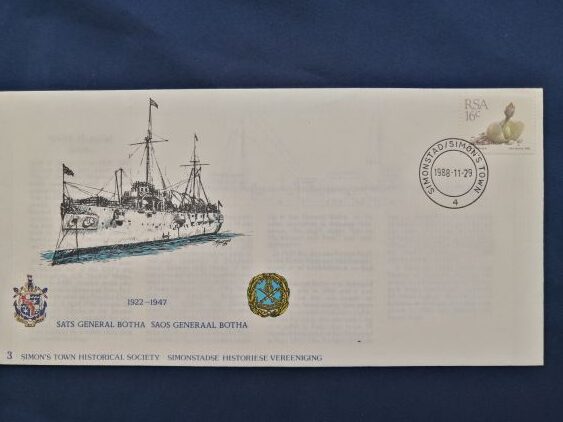 RSA
16c
SIMONSTAD/SIMON'S TOWN
1988-11-29
4
1922-1947
SATS GENERAL BOTHA SAOS GENERAAL BOTHA
3 SIMON'S TOWN HISTORICAL SOCIETY SIMONSTADSE HISTORIESE VEREENIGING